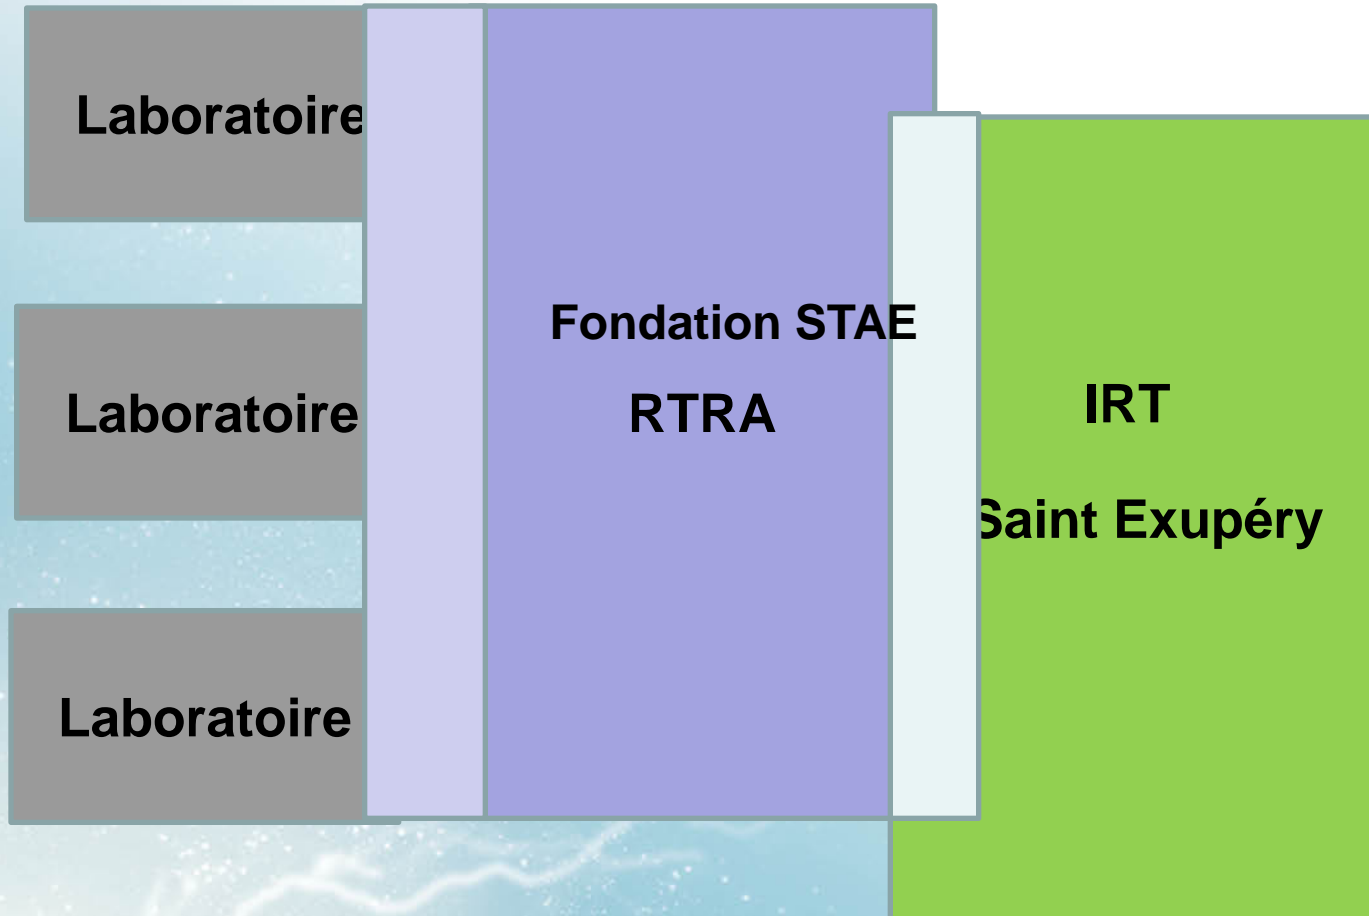 Laboratoire
Laboratoire
Laboratoire
Fondation STAE
RTRA
IRT
Saint Exupéry